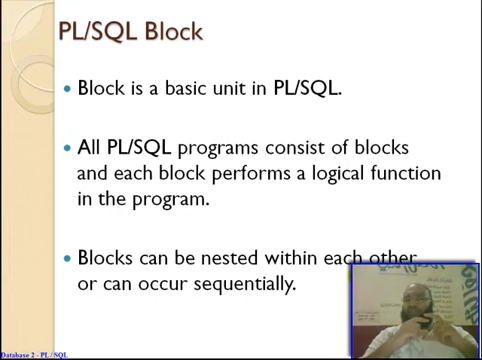 PL/SQL Block
• Block is a basic unit in PL/SQL.
• All PL/SQL programs consist of blocks
and each block performs a logical function
in the program.
• Blocks can be nested within each other
or can occur sequentially.
Database 2 - PL / SQL